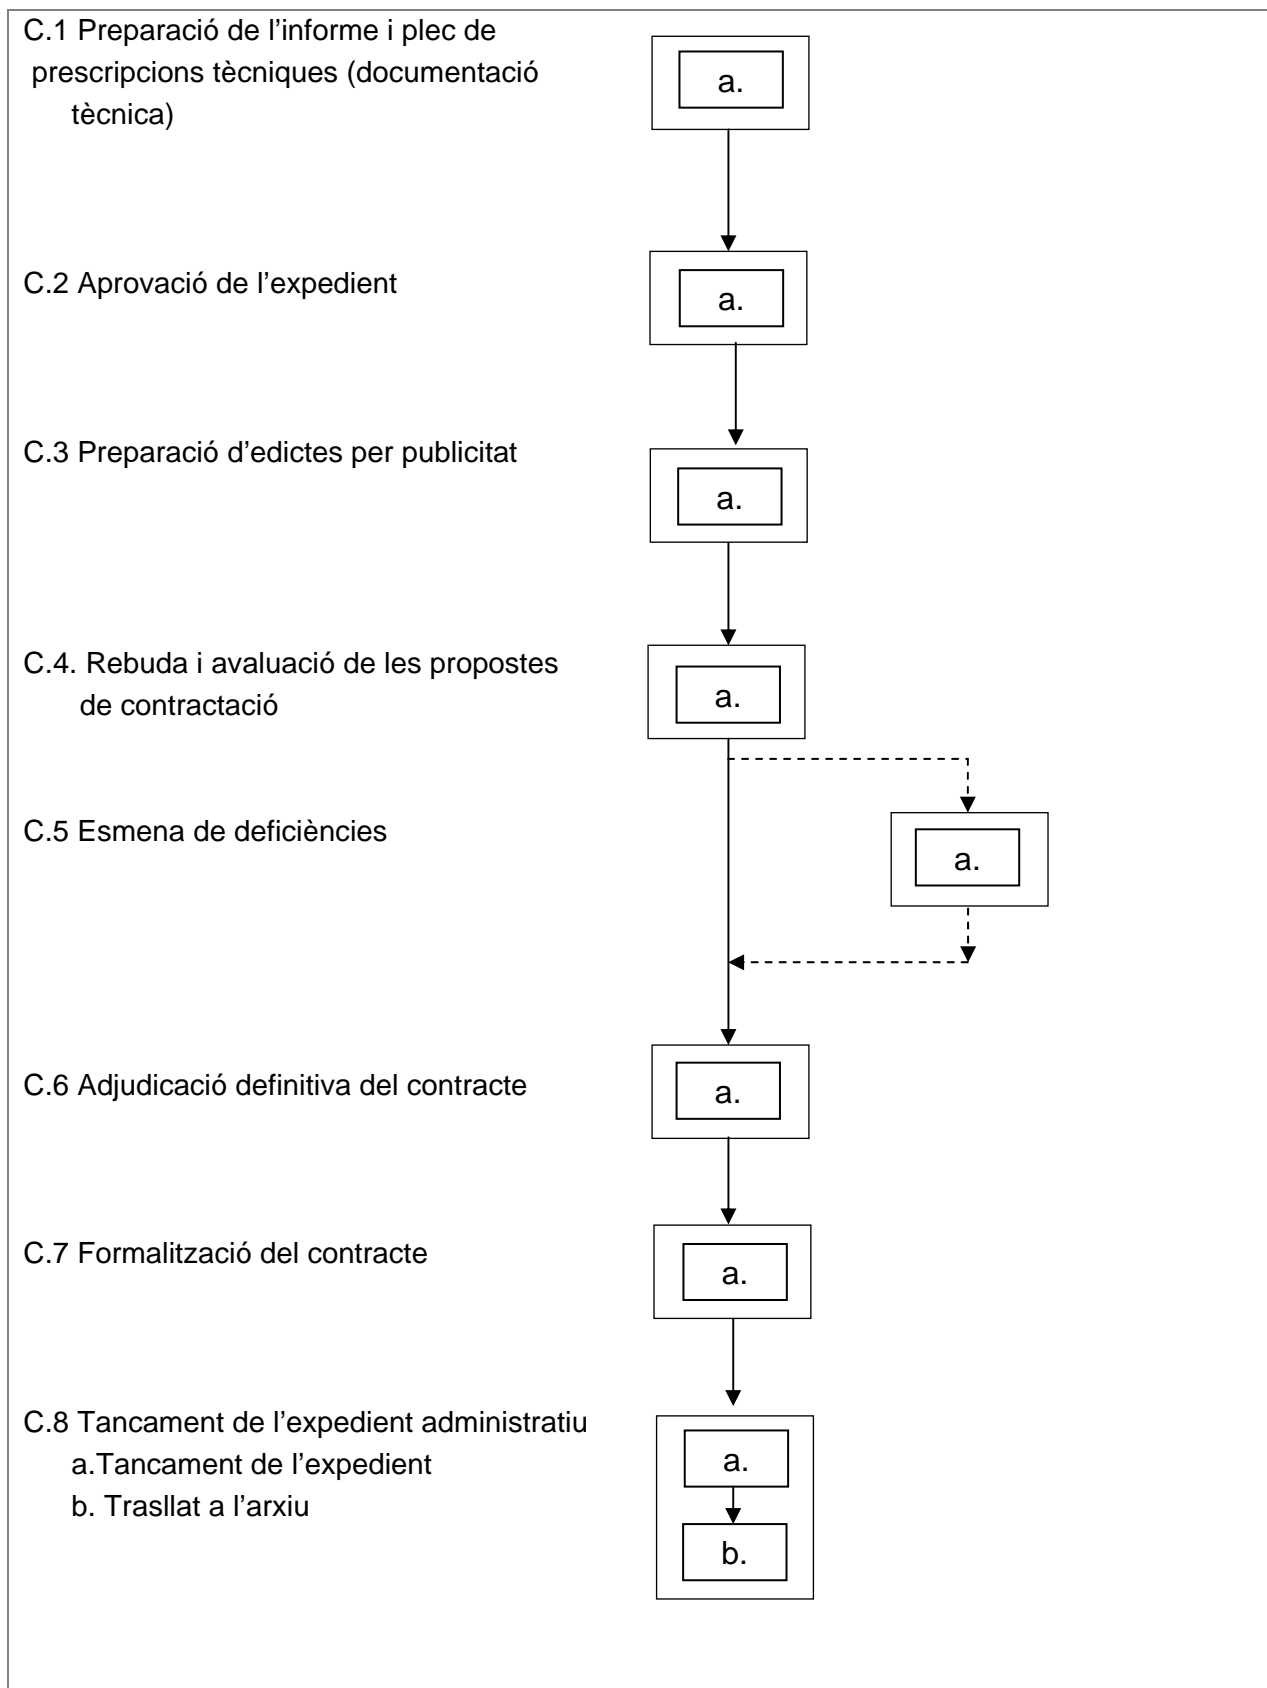 C.1 Preparació de l’informe i plec de
prescripcions tècniques (documentació
tècnica)
a.
C.2 Aprovació de l’expedient
a.
C.3 Preparació d’edictes per publicitat
a.
C.4. Rebuda i avaluació de les propostes
de contractació
a.
C.5 Esmena de deficiències
a.
C.6 Adjudicació definitiva del contracte
a.
C.7 Formalització del contracte
a.
C.8 Tancament de l’expedient administratiu
a.Tancament de l’expedient
b. Trasllat a l’arxiu
a.
b.